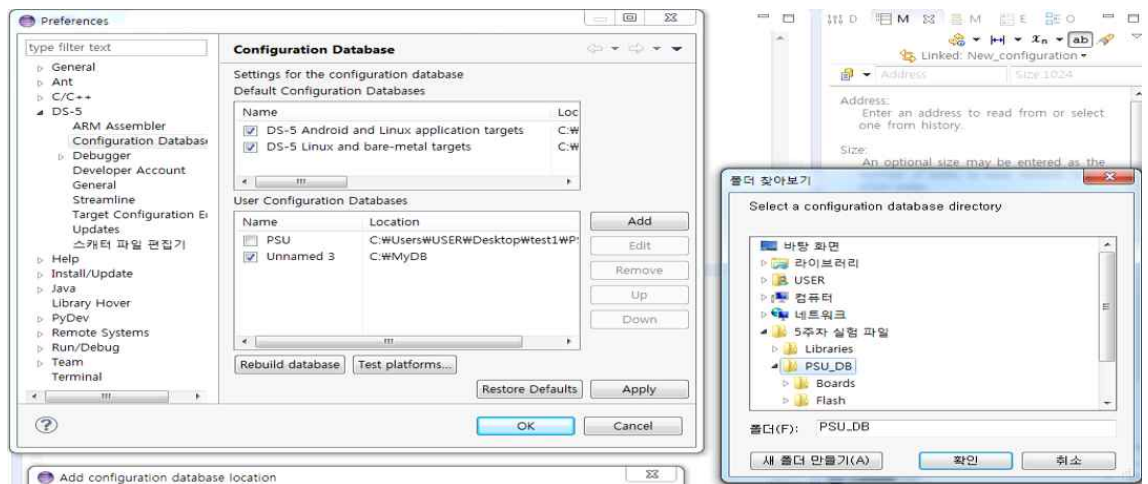 Preferences
type filter text
General
Ant
C/C++
DS-5
ARM Assembler
Configuration Databas
Debugger
Developer Account
General
Streamline
Target Configuration E
Updates
스캐터 파일 편집기
Help
Install/Update
Java
Library Hover
PyDev
Remote Systems
Run/Debug
Team
Terminal
Configuration Database
Settings for the configuration database
Default Configuration Databases
Name Loc
DS-5 Android and Linux application targets C:₩
DS-5 Linux and bare-metal targets C:₩
User Configuration Databases
Name Location
PSU C:₩Users₩USER₩Desktop₩test1₩P
Unnamed 3 C:₩MyDB
Add
Edit
Remove
Up
Down
Rebuild database Test platforms...
Restore Defaults Apply
OK Cancel
Add configuration database location
D M M E O
ab
Linked: New_configuration
Address Size:1024
Address:
Enter an address to read from or select
one from history.
Size:
An optional size may be entered as the
폴더 찾아보기
Select a configuration database directory
바탕 화면
라이브러리
USER
컴퓨터
네트워크
5주차 실험 파일
Libraries
PSU_DB
Boards
Flash
폴더(F): PSU_DB
새 폴더 만들기(A) 확인 취소